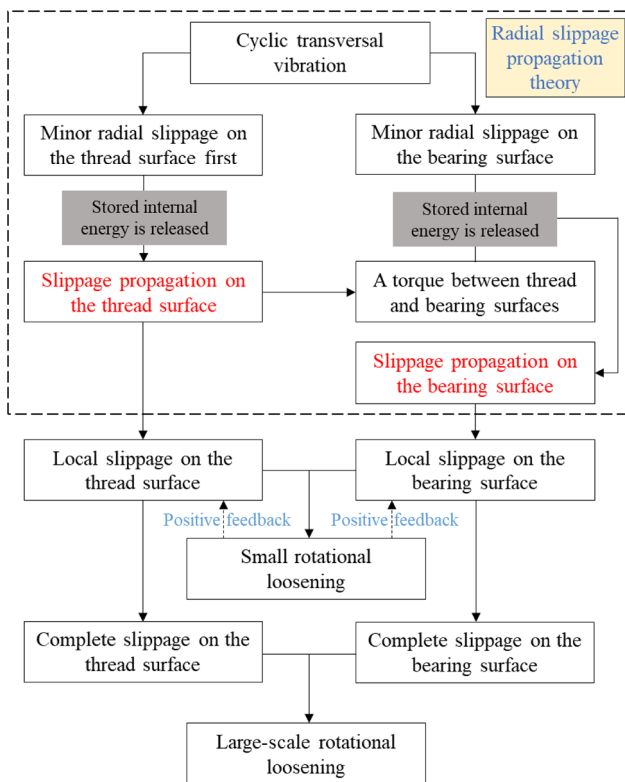 Cyclic transversal
vibration
Radial slippage
propagation
theory
Minor radial slippage on
the thread surface first
Minor radial slippage on
the bearing surface
Stored internal
energy is released
Stored internal
energy is released
Slippage propagation on
the thread surface
A torque between thread
and bearing surfaces
Slippage propagation on
the bearing surface
Local slippage on the
thread surface
Local slippage on the
bearing surface
Positive feedback
Positive feedback
Small rotational
loosening
Complete slippage on the
thread surface
Complete slippage on the
bearing surface
Large-scale rotational
loosening